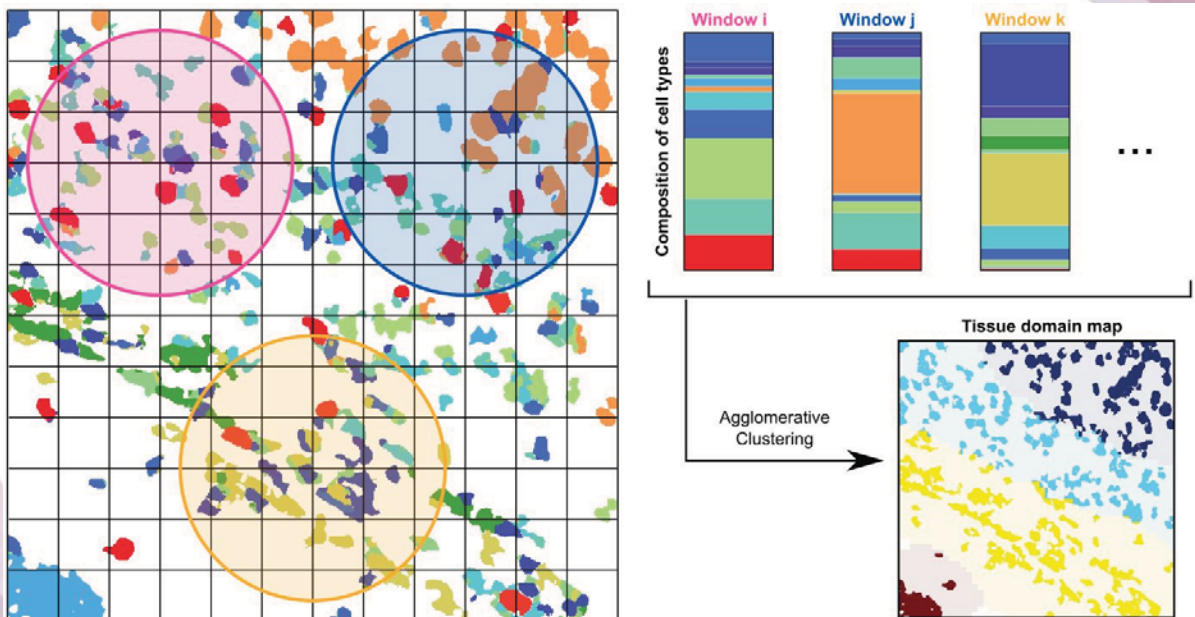 Window i
Window j
Window k
Composition of cell types
...
Tissue domain map
Agglomerative
Clustering